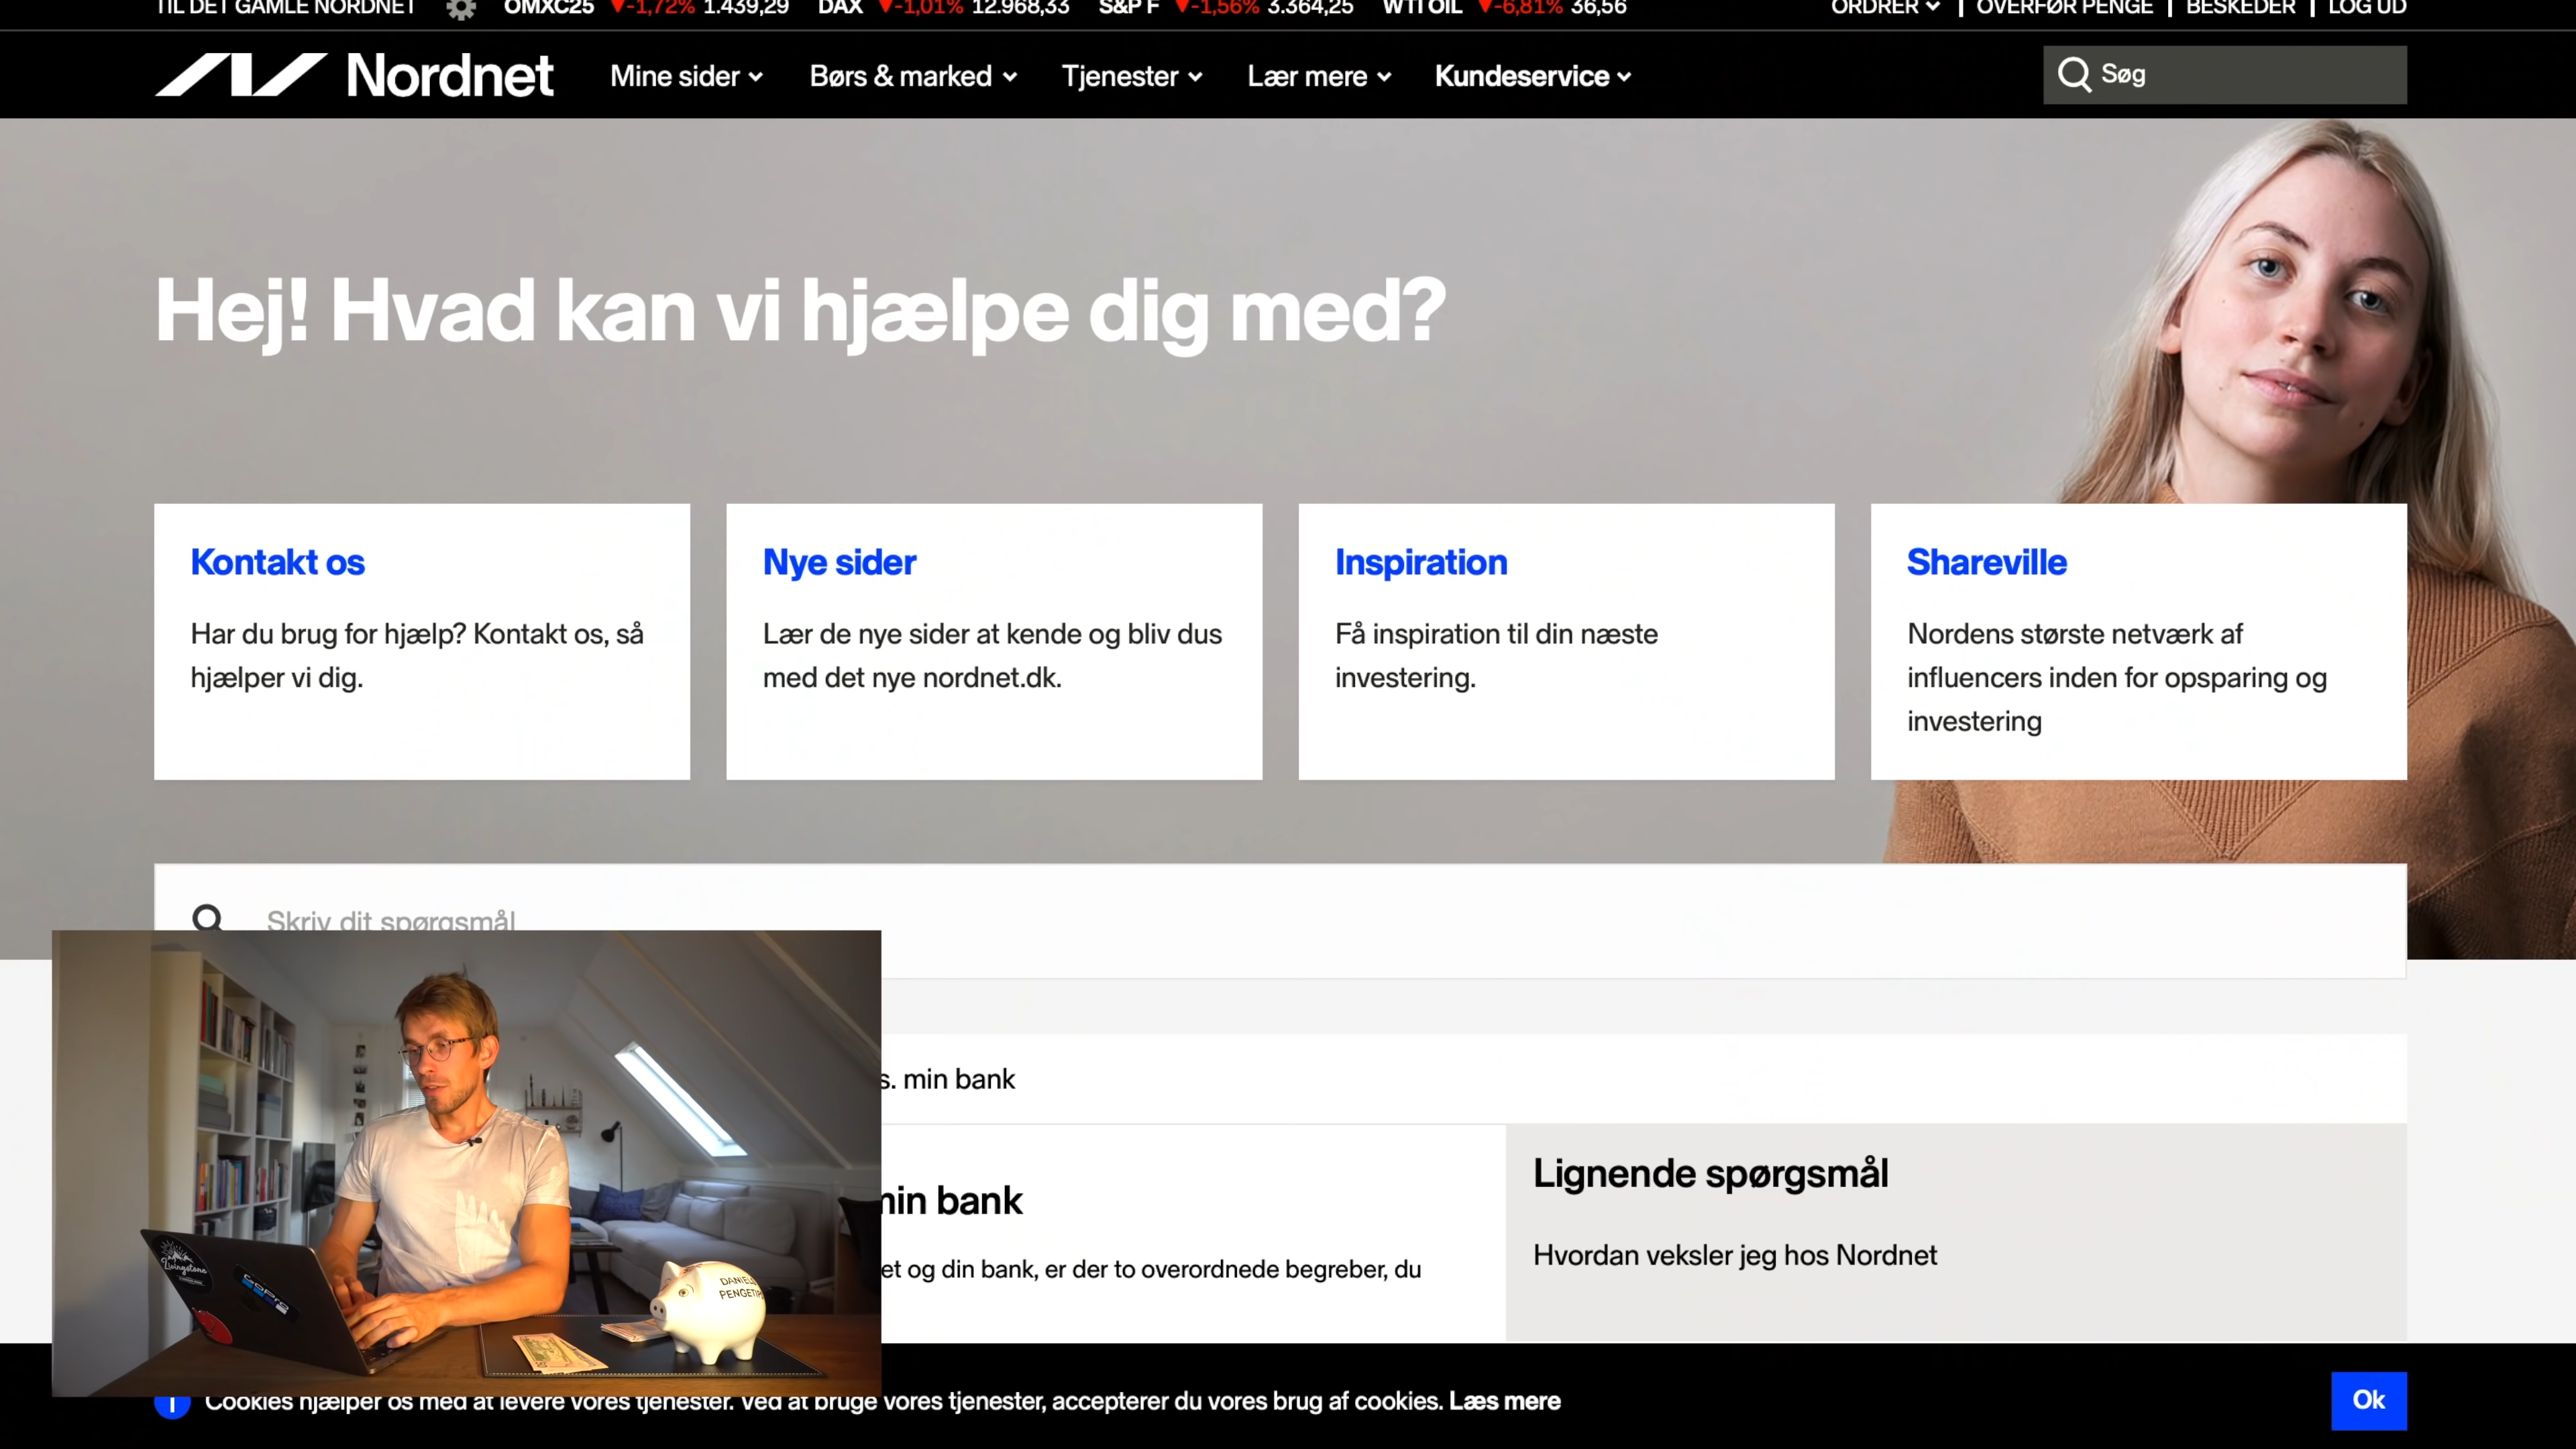 TIL DET GAMLE NORDNET OMXC25 ▼-1,72% 1.439,29 DAX ▼-1,01% 12.968,33 S&P F ▼-1,56% 3.364,25 WTI OIL ▼-6,81% 36,56 ORDRER | OVERFØR PENGE | BESKEDER | LOG UD
Nordnet Mine sider Børs & marked Tjenester Lær mere Kundeservice Søg
Hej! Hvad kan vi hjælpe dig med?
Kontakt os
Har du brug for hjælp? Kontakt os, så
hjælper vi dig.
Nye sider
Lær de nye sider at kende og bliv dus
med det nye nordnet.dk.
Inspiration
Få inspiration til din næste
investering.
Shareville
Nordens største netværk af
influencers inden for opsparing og
investering
Skriv dit spørgsmål
s. min bank
min bank
et og din bank, er der to overordnede begreber, du
Lignende spørgsmål
Hvordan veksler jeg hos Nordnet
Livingstone
GoPro
DANIELS
PENGETIPS
Cookies hjælper os med at levere vores tjenester. Ved at bruge vores tjenester, accepterer du vores brug af cookies. Læs mere
Ok